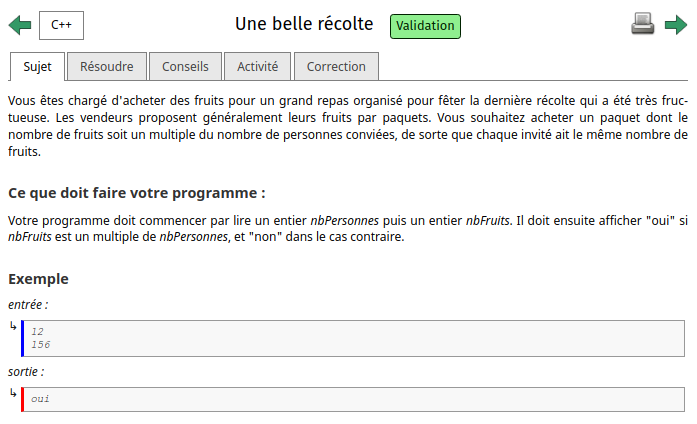 C++
Une belle récolte
Validation
Sujet
Résoudre
Conseils
Activité
Correction
Vous êtes chargé d'acheter des fruits pour un grand repas organisé pour fêter la dernière récolte qui a été très fruc-
tueuse. Les vendeurs proposent généralement leurs fruits par paquets. Vous souhaitez acheter un paquet dont le
nombre de fruits soit un multiple du nombre de personnes conviées, de sorte que chaque invité ait le même nombre de
fruits.
Ce que doit faire votre programme :
Votre programme doit commencer par lire un entier nbPersonnes puis un entier nbFruits. Il doit ensuite afficher "oui" si
nbFruits est un multiple de nbPersonnes, et "non" dans le cas contraire.
Exemple
entrée :
12
156
sortie :
oui